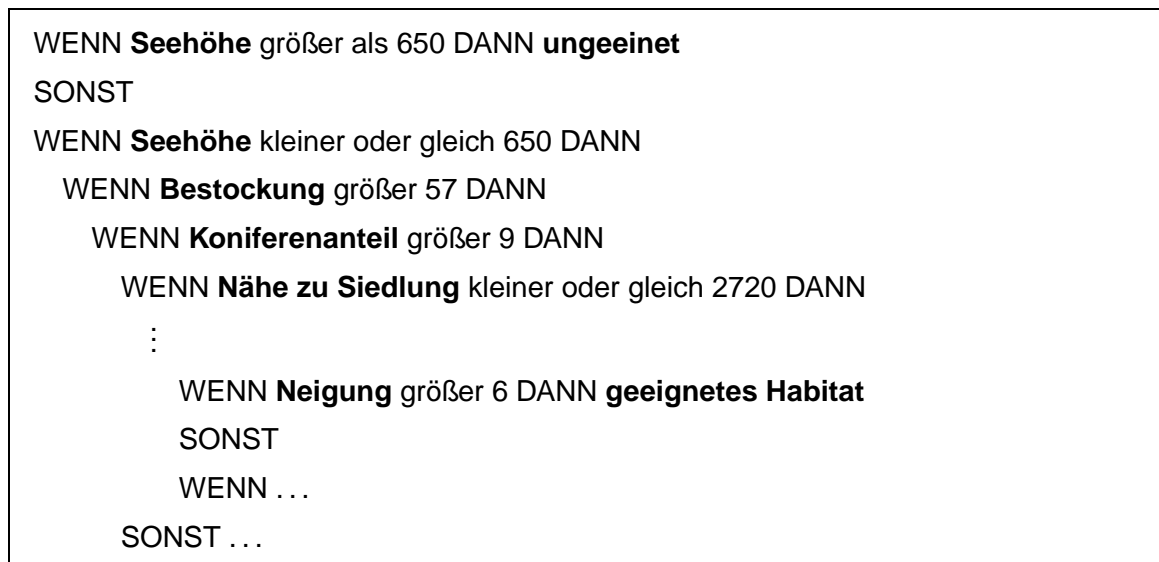 WENN Seehöhe größer als 650 DANN ungeeinet
SONST
WENN Seehöhe kleiner oder gleich 650 DANN
WENN Bestockung größer 57 DANN
WENN Koniferenanteil größer 9 DANN
WENN Nähe zu Siedlung kleiner oder gleich 2720 DANN
⋮
WENN Neigung größer 6 DANN geeignetes Habitat
SONST
WENN . . .
SONST . . .